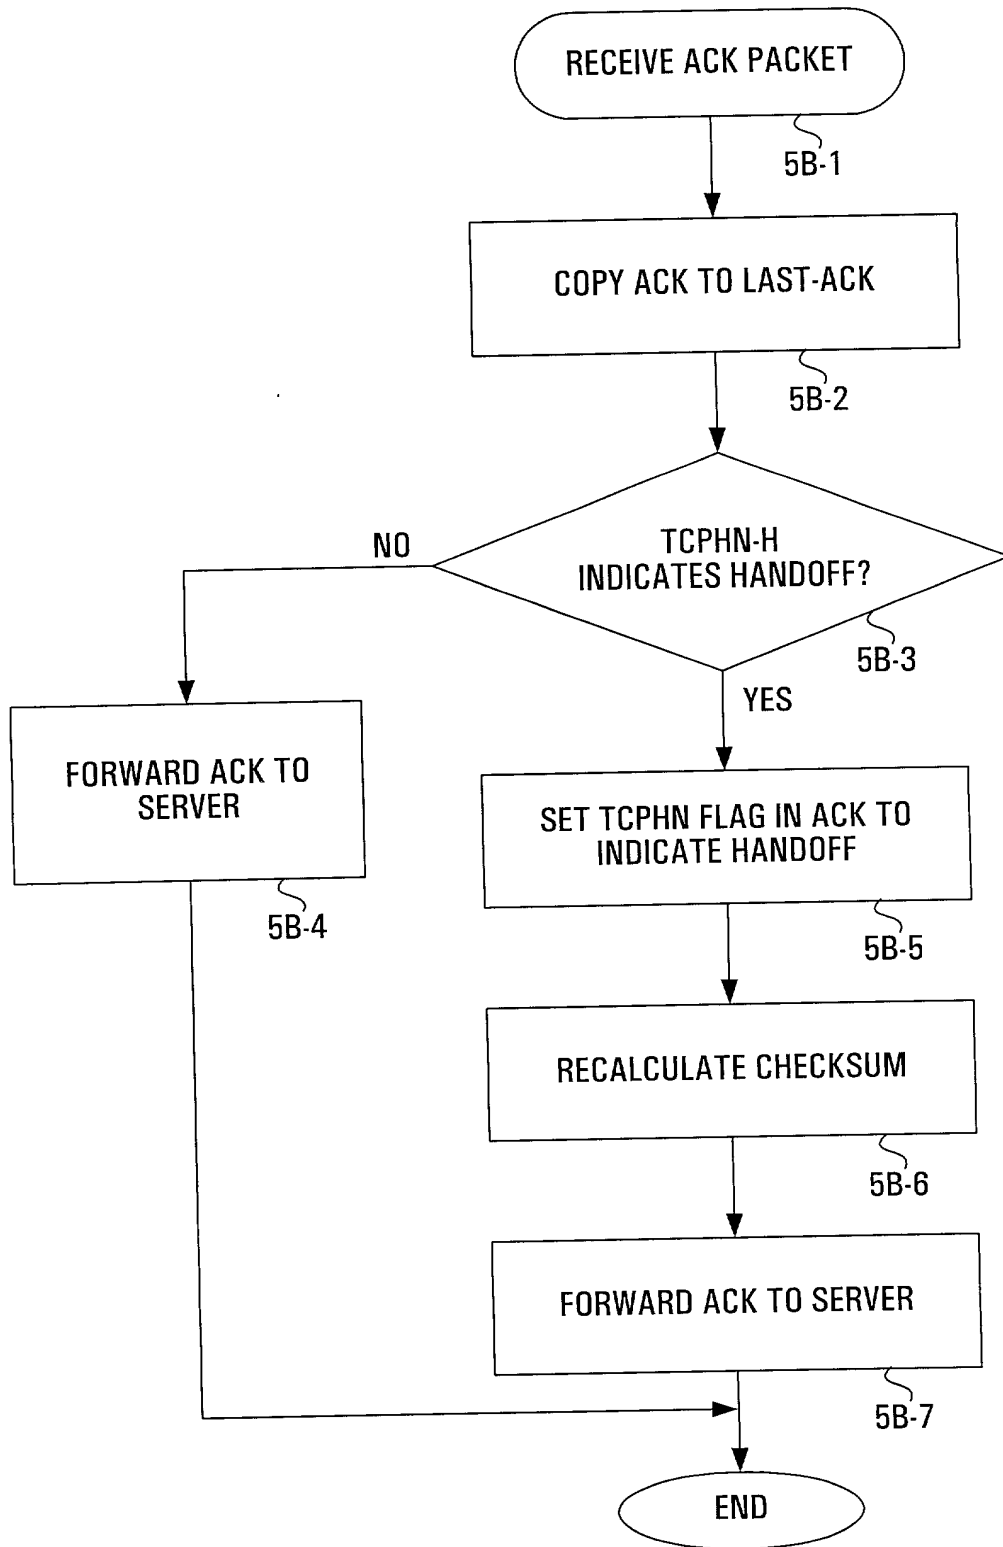 RECEIVE ACK PACKET
5B-1
COPY ACK TO LAST-ACK
5B-2
TCPHN-H
INDICATES HANDOFF?
5B-3
NO
YES
FORWARD ACK TO
SERVER
5B-4
SET TCPHN FLAG IN ACK TO
INDICATE HANDOFF
5B-5
RECALCULATE CHECKSUM
5B-6
FORWARD ACK TO SERVER
5B-7
END